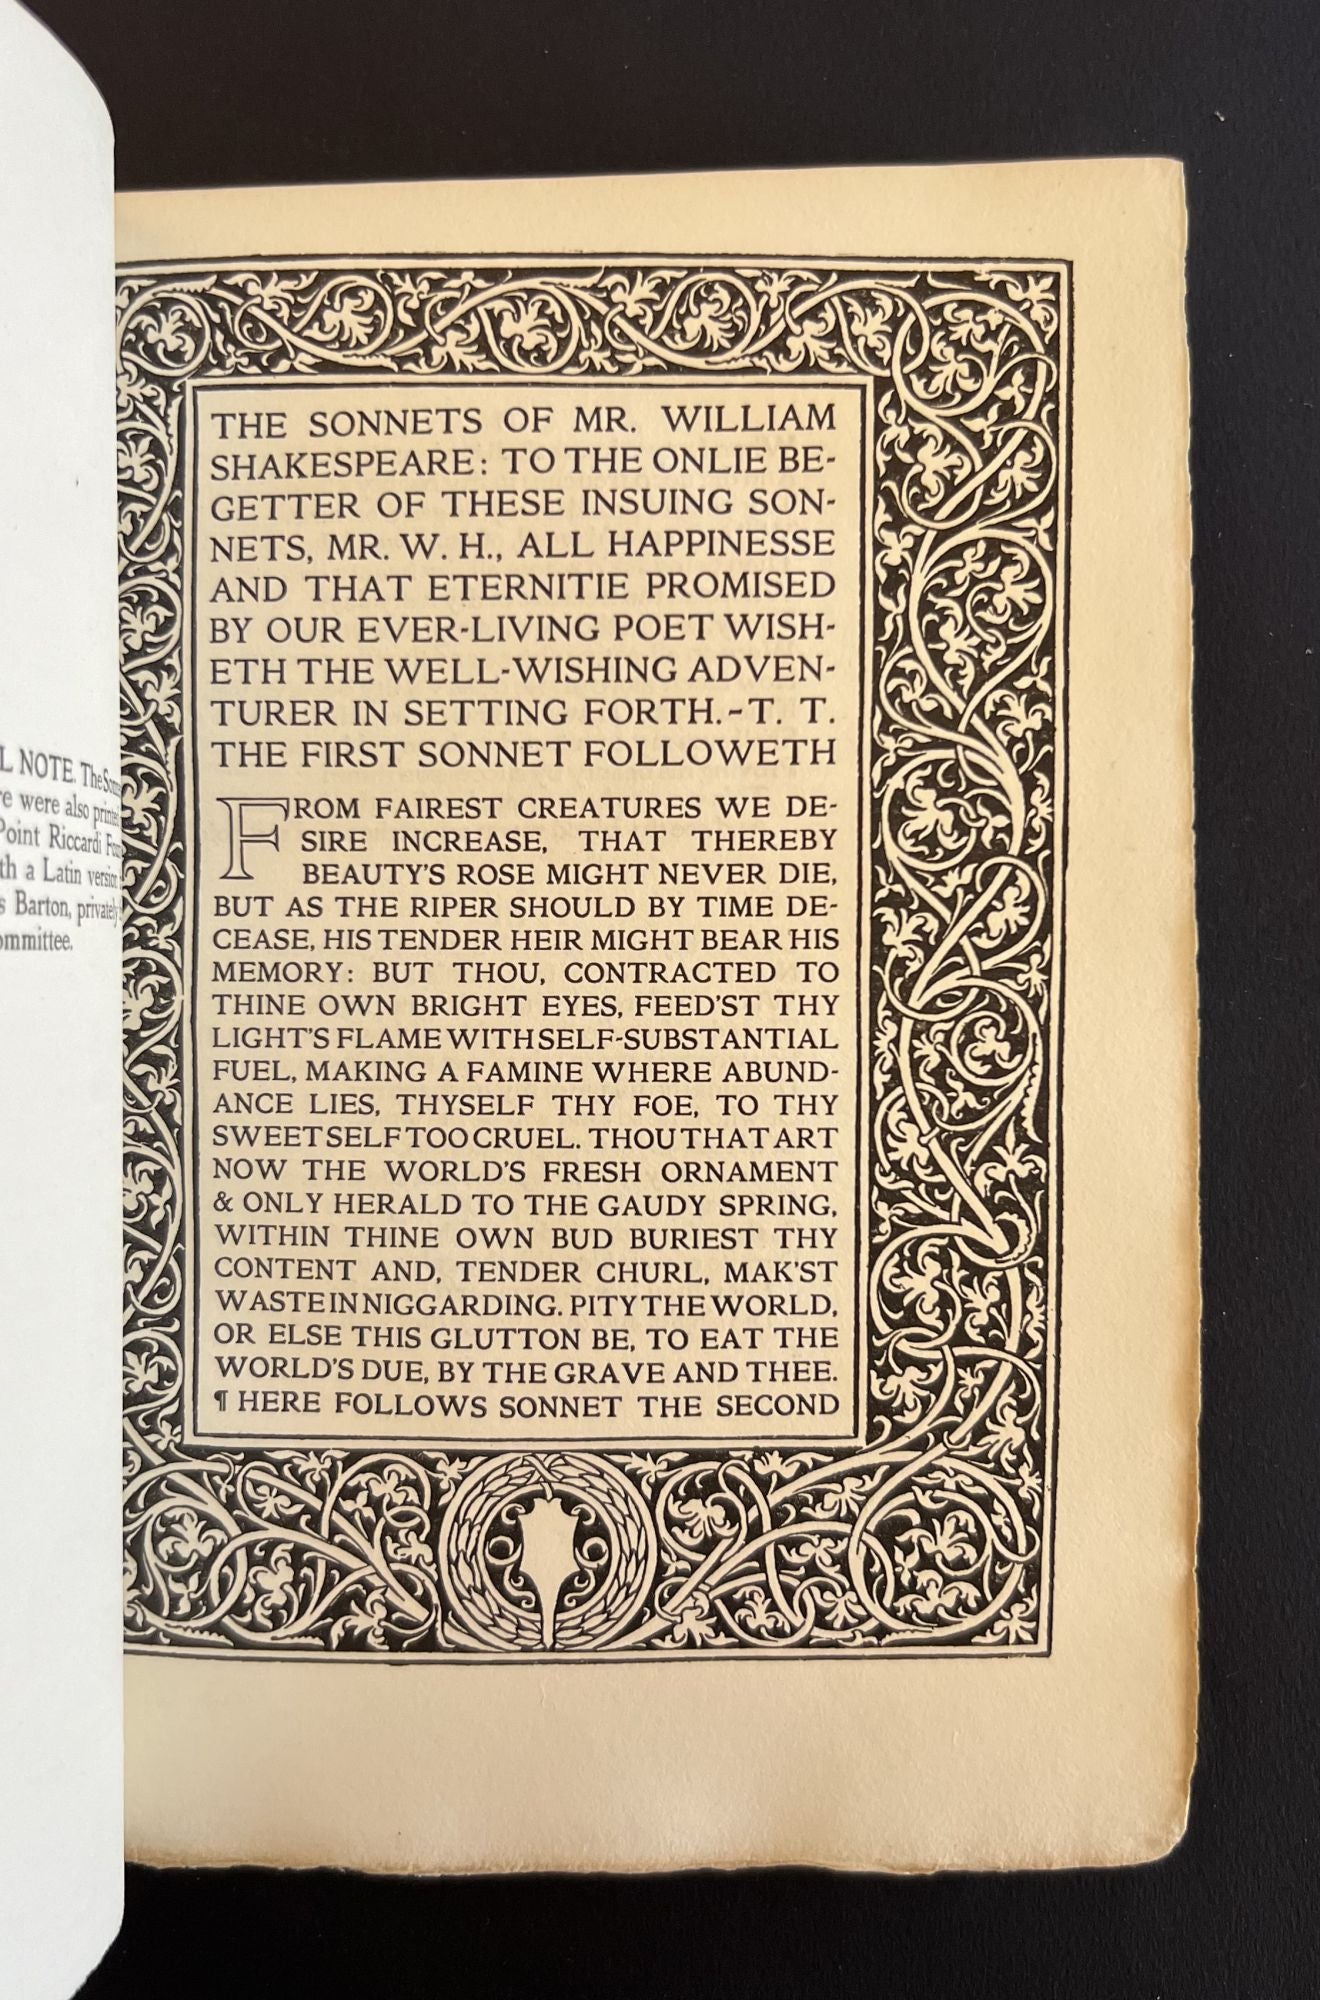 L NOTE. The Sonne
re were also printed
Point Riccardi Foun
th a Latin version
s Barton, privately
ommittee.
THE SONNETS OF MR. WILLIAM
SHAKESPEARE: TO THE ONLIE BE-
GETTER OF THESE INSUING SON-
NETS, MR. W. H., ALL HAPPINESSE
AND THAT ETERNITIE PROMISED
BY OUR EVER-LIVING POET WISH-
ETH THE WELL-WISHING ADVEN-
TURER IN SETTING FORTH.-T. T.
THE FIRST SONNET FOLLOWETH
FROM FAIREST CREATURES WE DE-
SIRE INCREASE, THAT THEREBY
BEAUTY'S ROSE MIGHT NEVER DIE,
BUT AS THE RIPER SHOULD BY TIME DE-
CEASE, HIS TENDER HEIR MIGHT BEAR HIS
MEMORY: BUT THOU, CONTRACTED TO
THINE OWN BRIGHT EYES, FEED'ST THY
LIGHT'S FLAME WITH SELF-SUBSTANTIAL
FUEL, MAKING A FAMINE WHERE ABUND-
ANCE LIES, THYSELF THY FOE, TO THY
SWEET SELF TOO CRUEL. THOU THAT ART
NOW THE WORLD'S FRESH ORNAMENT
& ONLY HERALD TO THE GAUDY SPRING,
WITHIN THINE OWN BUD BURIEST THY
CONTENT AND, TENDER CHURL, MAK'ST
WASTE IN NIGGARDING. PITY THE WORLD,
OR ELSE THIS GLUTTON BE, TO EAT THE
WORLD'S DUE, BY THE GRAVE AND THEE.
¶ HERE FOLLOWS SONNET THE SECOND